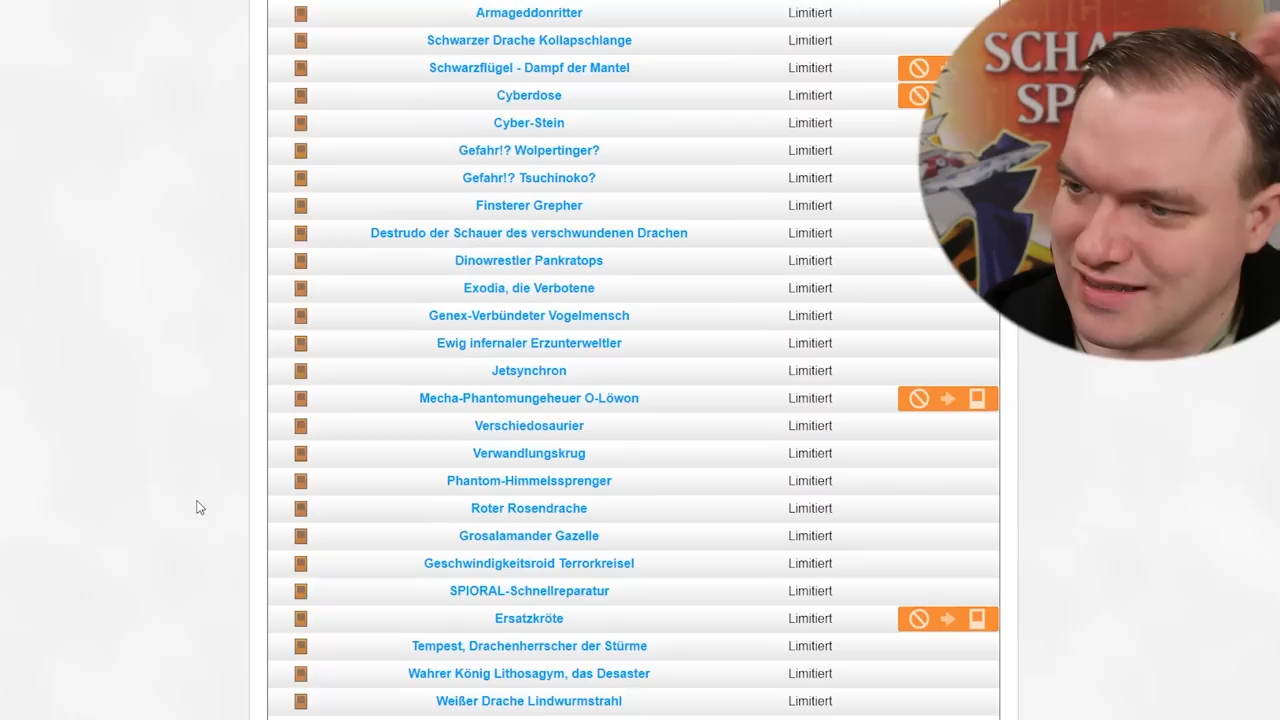 Armageddonritter Limitiert
Schwarzer Drache Kollapschlange Limitiert
Schwarzflügel - Dampf der Mantel Limitiert
Cyberdose Limitiert
Cyber-Stein Limitiert
Gefahr!? Wolpertinger? Limitiert
Gefahr!? Tsuchinoko? Limitiert
Finsterer Grepher Limitiert
Destrudo der Schauer des verschwundenen Drachen Limitiert
Dinowrestler Pankratops Limitiert
Exodia, die Verbotene Limitiert
Genex-Verbündeter Vogelmensch Limitiert
Ewig infernaler Erzunterweltler Limitiert
Jetsynchron Limitiert
Mecha-Phantomungeheuer O-Löwon Limitiert
Verschiedosaurier Limitiert
Verwandlungskrug Limitiert
Phantom-Himmelssprenger Limitiert
Roter Rosendrache Limitiert
Grosalamander Gazelle Limitiert
Geschwindigkeitsroid Terrorkreisel Limitiert
SPIORAL-Schnellreparatur Limitiert
Ersatzkröte Limitiert
Tempest, Drachenherrscher der Stürme Limitiert
Wahrer König Lithosagym, das Desaster Limitiert
Weißer Drache Lindwurmstrahl Limitiert